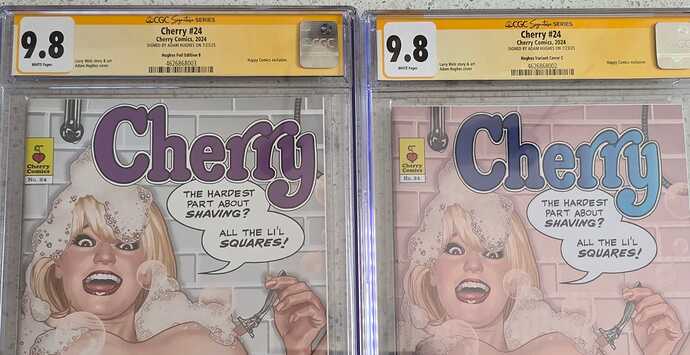 CGC Signature SERIES
9.8
WHITE Pages
Cherry #24
Cherry Comics, 2024
SIGNED BY ADAM HUGHES ON 7/23/25
Hughes Foil Edition B
Larry Welz story & art
Adam Hughes cover
Happy Comics exclusive.
4626868003
Cherry
Comics
No. 24
Cherry
THE HARDEST
PART ABOUT
SHAVING?
ALL THE LI'L
SQUARES!
CGC Signature SERIES
9.8
WHITE Pages
Cherry #24
Cherry Comics, 2024
SIGNED BY ADAM HUGHES ON 7/23/25
Hughes Variant Cover C
Larry Welz story & art
Adam Hughes cover
Happy Comics exclusive.
4626868002
Cherry
Comics
No. 24
Cherry
THE HARDEST
PART ABOUT
SHAVING?
ALL THE LI'L
SQUARES!